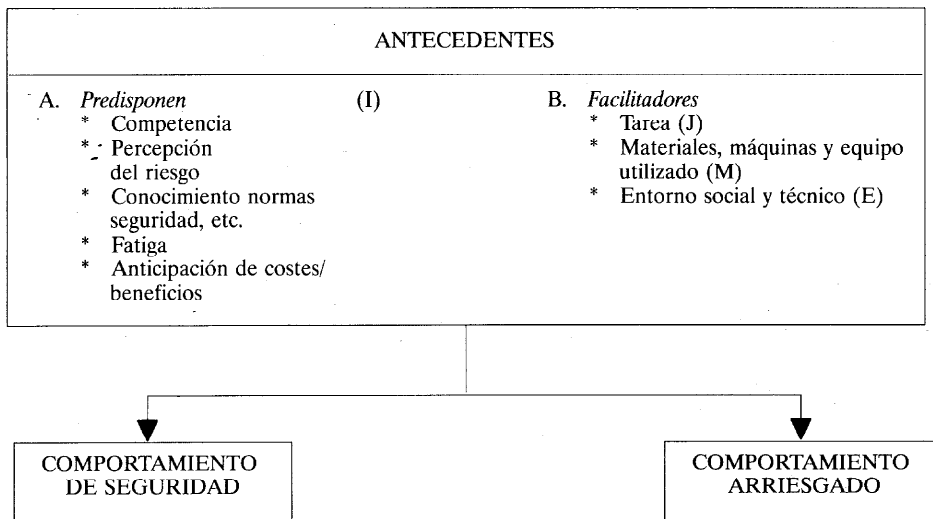 ANTECEDENTES
A. Predisponen (I)
* Competencia
* Percepción
del riesgo
* Conocimiento normas
seguridad, etc.
* Fatiga
* Anticipación de costes/
beneficios
B. Facilitadores
* Tarea (J)
* Materiales, máquinas y equipo
utilizado (M)
* Entorno social y técnico (E)
COMPORTAMIENTO
DE SEGURIDAD
COMPORTAMIENTO
ARRIESGADO